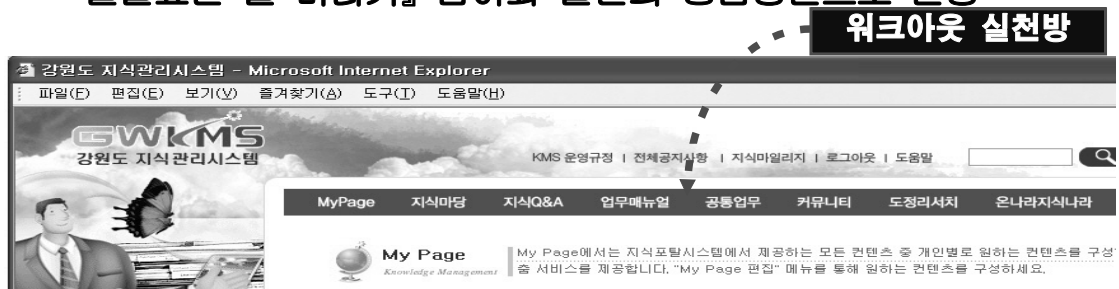 워크아웃 실천방
강원도 지식관리시스템 - Microsoft Internet Explorer
파일(F) 편집(E) 보기(V) 즐겨찾기(A) 도구(T) 도움말(H)
GWKMS
강원도 지식관리시스템
KMS 운영규정 | 전체공지사항 | 지식마일리지 | 로그아웃 | 도움말
MyPage 지식마당 지식Q&A 업무매뉴얼 공통업무 커뮤니티 도정리서치 온나라지식나라
My Page
Knowledge Management
My Page에서는 지식포탈시스템에서 제공하는 모든 컨텐츠 중 개인별로 원하는 컨텐츠를 구성
춤 서비스를 제공합니다. "My Page 편집" 메뉴를 통해 원하는 컨텐츠를 구성하세요.